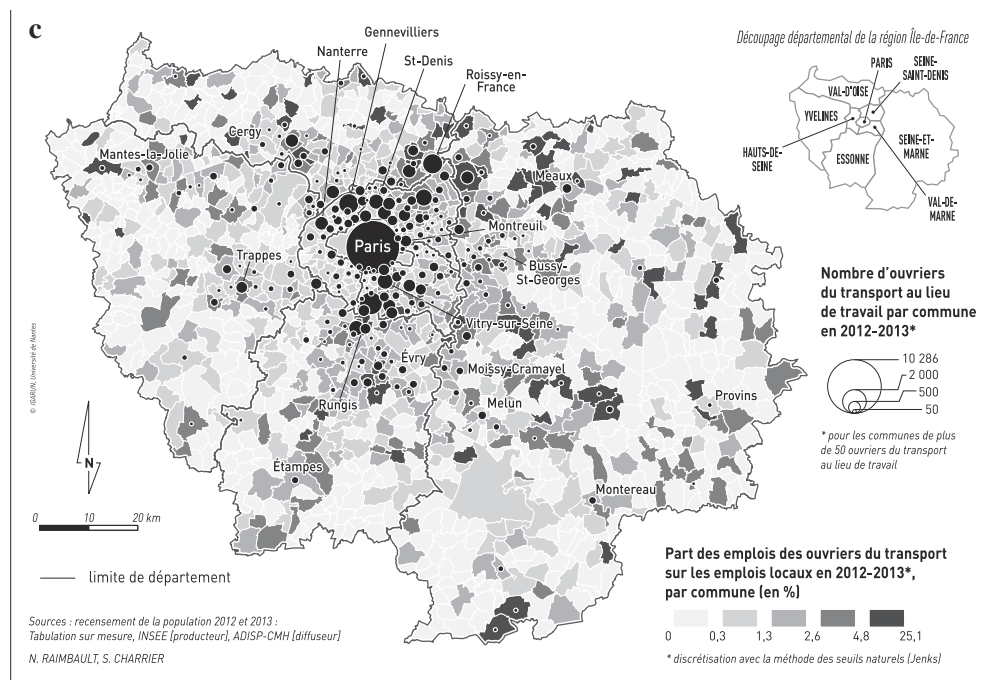 c
Gennevilliers
Nanterre
St-Denis
Roissy-en-
France
Découpage départemental de la région Île-de-France
PARIS
SEINE-
SAINT-DENIS
VAL-D'OISE
YVELINES
HAUTS-DE-
SEINE
ESSONNE
SEINE-ET-
MARNE
VAL-DE-
MARNE
Cergy
Mantes-la-Jolie
Meaux
Montreuil
Paris
Trappes
Bussy-
St-Georges
Vitry-sur-Seine
Évry
Moissy-Cramayel
Rungis
Melun
Provins
Étampes
Montereau
Nombre d'ouvriers
du transport au lieu
de travail par commune
en 2012-2013*
10 286
2 000
500
50
* pour les communes de plus
de 50 ouvriers du transport
au lieu de travail
© IGARUN, Université de Nantes
N
0 10 20 km
limite de département
Sources : recensement de la population 2012 et 2013 :
Tabulation sur mesure, INSEE [producteur], ADISP-CMH [diffuseur]
N. RAIMBAULT, S. CHARRIER
Part des emplois des ouvriers du transport
sur les emplois locaux en 2012-2013*,
par commune (en %)
0 0,3 1,3 2,6 4,8 25,1
* discrétisation avec la méthode des seuils naturels (Jenks)